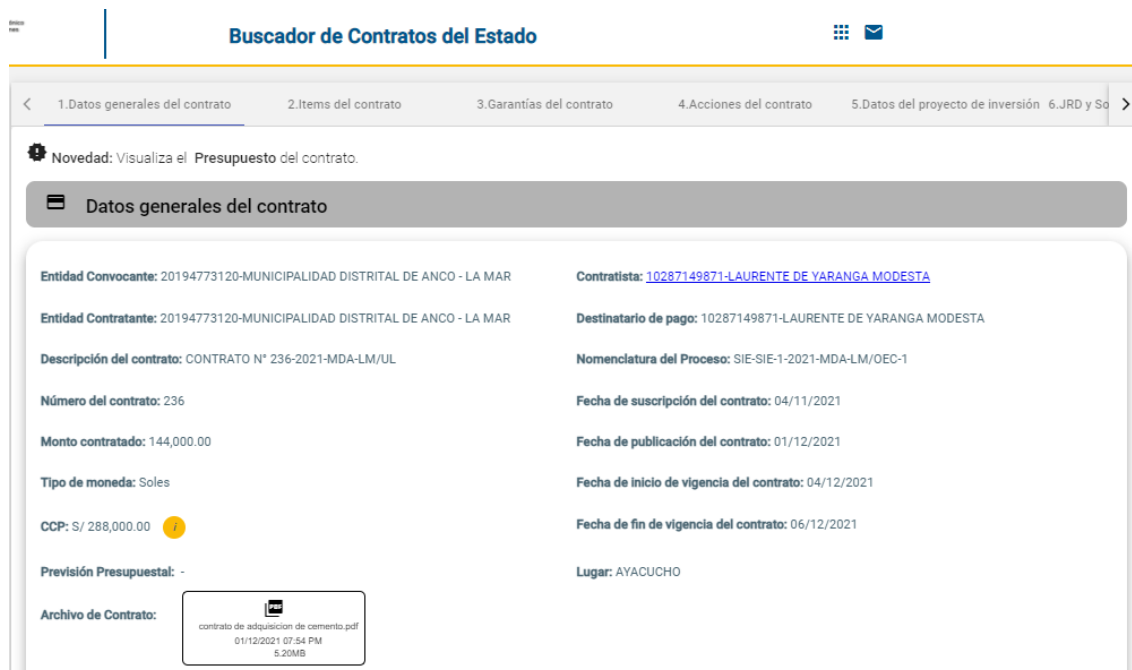 Buscador de Contratos del Estado
1.Datos generales del contrato 2.Items del contrato 3.Garantías del contrato 4.Acciones del contrato 5.Datos del proyecto de inversión 6.JRD y So
Novedad: Visualiza el Presupuesto del contrato.
Datos generales del contrato
Entidad Convocante: 20194773120-MUNICIPALIDAD DISTRITAL DE ANCO - LA MAR
Contratista: 10287149871-LAURENTE DE YARANGA MODESTA
Entidad Contratante: 20194773120-MUNICIPALIDAD DISTRITAL DE ANCO - LA MAR
Destinatario de pago: 10287149871-LAURENTE DE YARANGA MODESTA
Descripción del contrato: CONTRATO N° 236-2021-MDA-LM/UL
Nomenclatura del Proceso: SIE-SIE-1-2021-MDA-LM/OEC-1
Número del contrato: 236
Fecha de suscripción del contrato: 04/11/2021
Monto contratado: 144,000.00
Fecha de publicación del contrato: 01/12/2021
Tipo de moneda: Soles
Fecha de inicio de vigencia del contrato: 04/12/2021
CCP: S/ 288,000.00 i
Fecha de fin de vigencia del contrato: 06/12/2021
Previsión Presupuestal: -
Lugar: AYACUCHO
Archivo de Contrato:
PDF
contrato de adquisicion de cemento.pdf
01/12/2021 07:54 PM
5.20MB